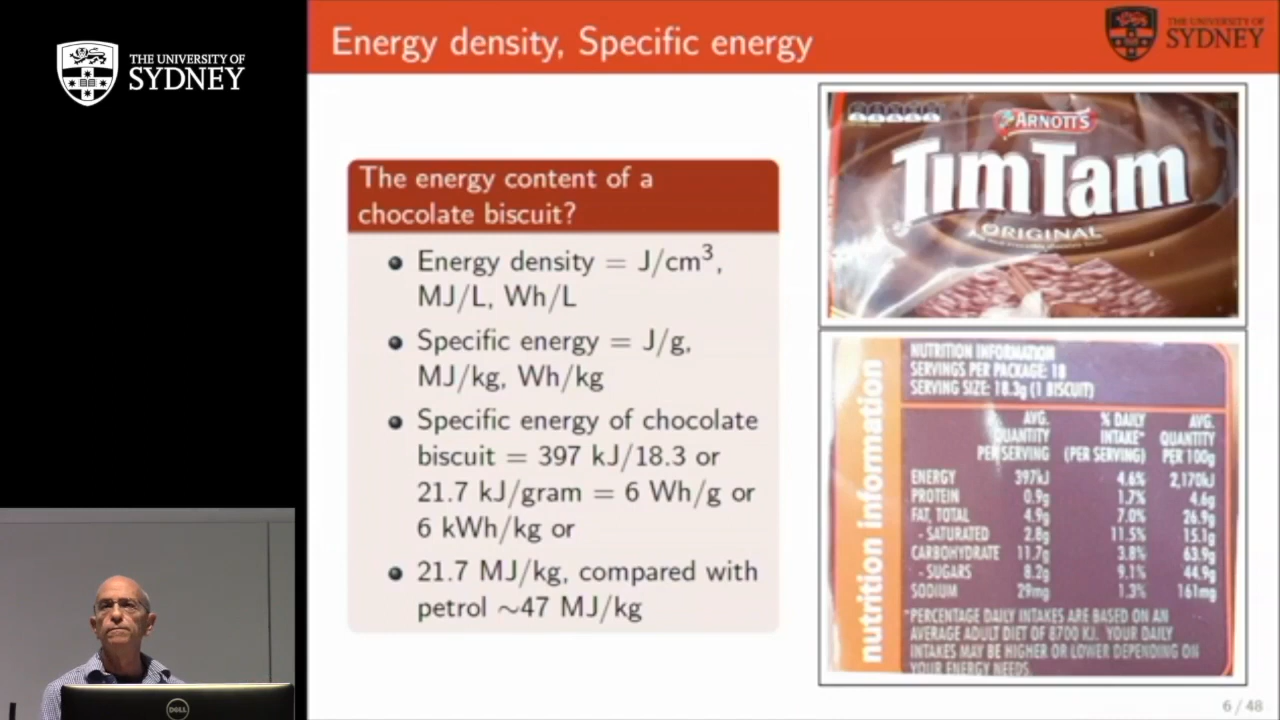 THE UNIVERSITY OF
SYDNEY
Energy density, Specific energy
THE UNIVERSITY OF
SYDNEY
The energy content of a
chocolate biscuit?
Energy density = J/cm³,
MJ/L, Wh/L
Specific energy = J/g,
MJ/kg, Wh/kg
Specific energy of chocolate
biscuit = 397 kJ/18.3 or
21.7 kJ/gram = 6 Wh/g or
6 kWh/kg or
21.7 MJ/kg, compared with
petrol ~47 MJ/kg
ARNOTT'S
Tim Tam
ORIGINAL
nutrition information
NUTRITION INFORMATION
SERVINGS PER PACKAGE: 18
SERVING SIZE: 18.3g (1 BISCUIT)
AVG. % DAILY AVG.
QUANTITY INTAKE* QUANTITY
PER SERVING (PER SERVING) PER 100g
ENERGY 397kJ 4.6% 2,170kJ
PROTEIN 0.9g 1.7% 4.6g
FAT, TOTAL 4.9g 7.0% 26.9g
- SATURATED 2.8g 11.5% 15.1g
CARBOHYDRATE 11.7g 3.8% 63.9g
- SUGARS 8.2g 9.1% 44.9g
SODIUM 29mg 1.3% 161mg
*PERCENTAGE DAILY INTAKES ARE BASED ON AN
AVERAGE ADULT DIET OF 8700 KJ. YOUR DAILY
INTAKES MAY BE HIGHER OR LOWER DEPENDING ON
YOUR ENERGY NEEDS.
DELL
6 / 48